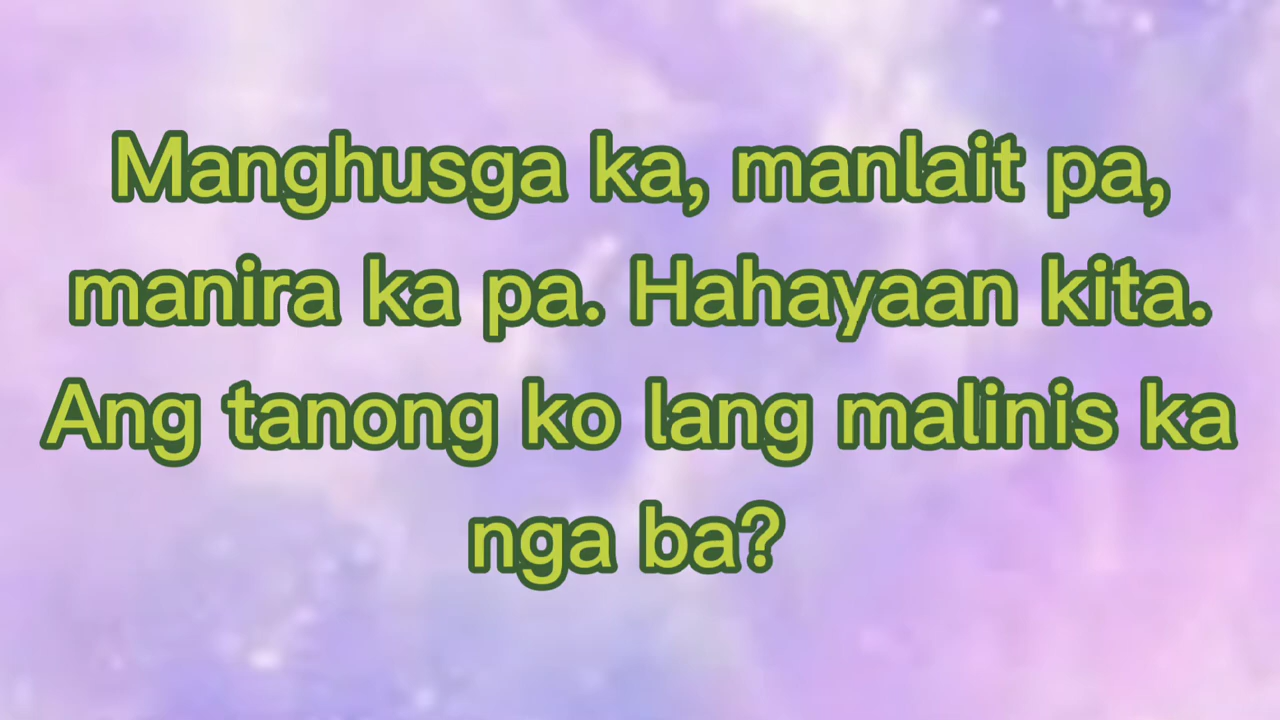 Manghusga ka, manlait pa,
manira ka pa. Hahayaan kita.
Ang tanong ko lang malinis ka
nga ba?